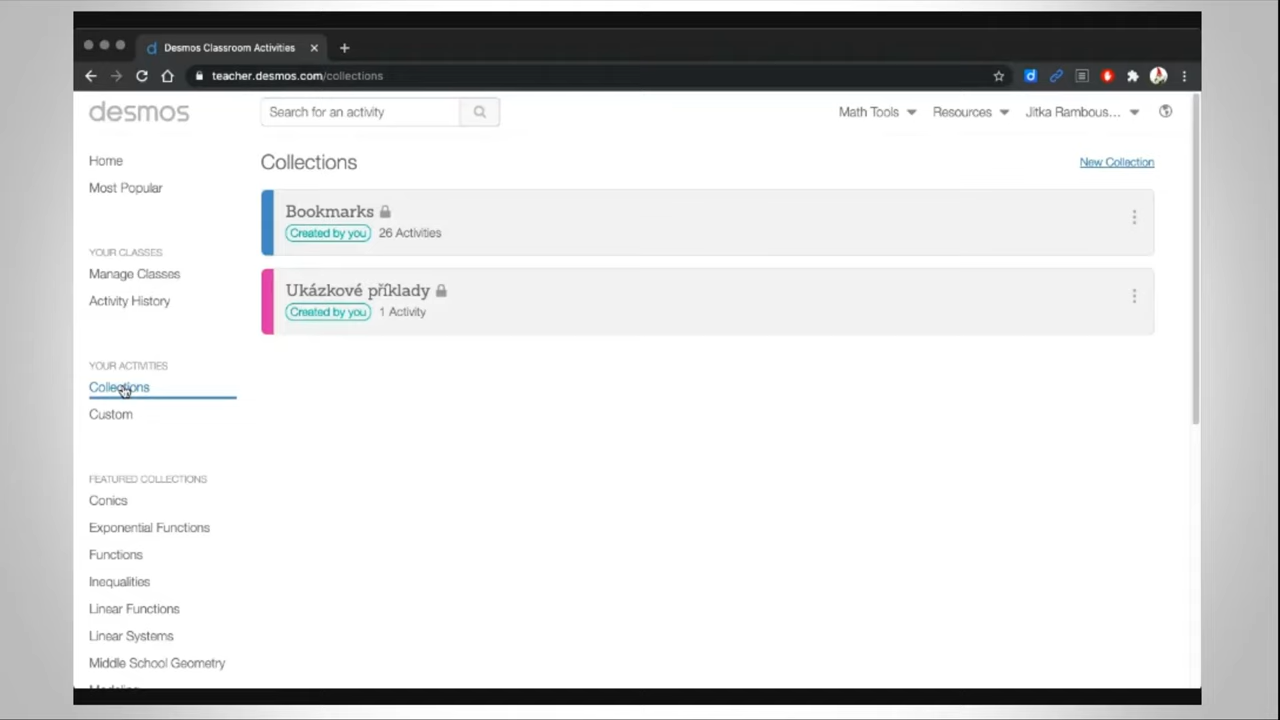 Desmos Classroom Activities
teacher.desmos.com/collections
desmos
Search for an activity
Math Tools
Resources
Jitka Rambous...
Home
Most Popular
YOUR CLASSES
Manage Classes
Activity History
YOUR ACTIVITIES
Collections
Custom
FEATURED COLLECTIONS
Conics
Exponential Functions
Functions
Inequalities
Linear Functions
Linear Systems
Middle School Geometry
Collections
New Collection
Bookmarks
Created by you 26 Activities
Ukázkové příklady
Created by you 1 Activity